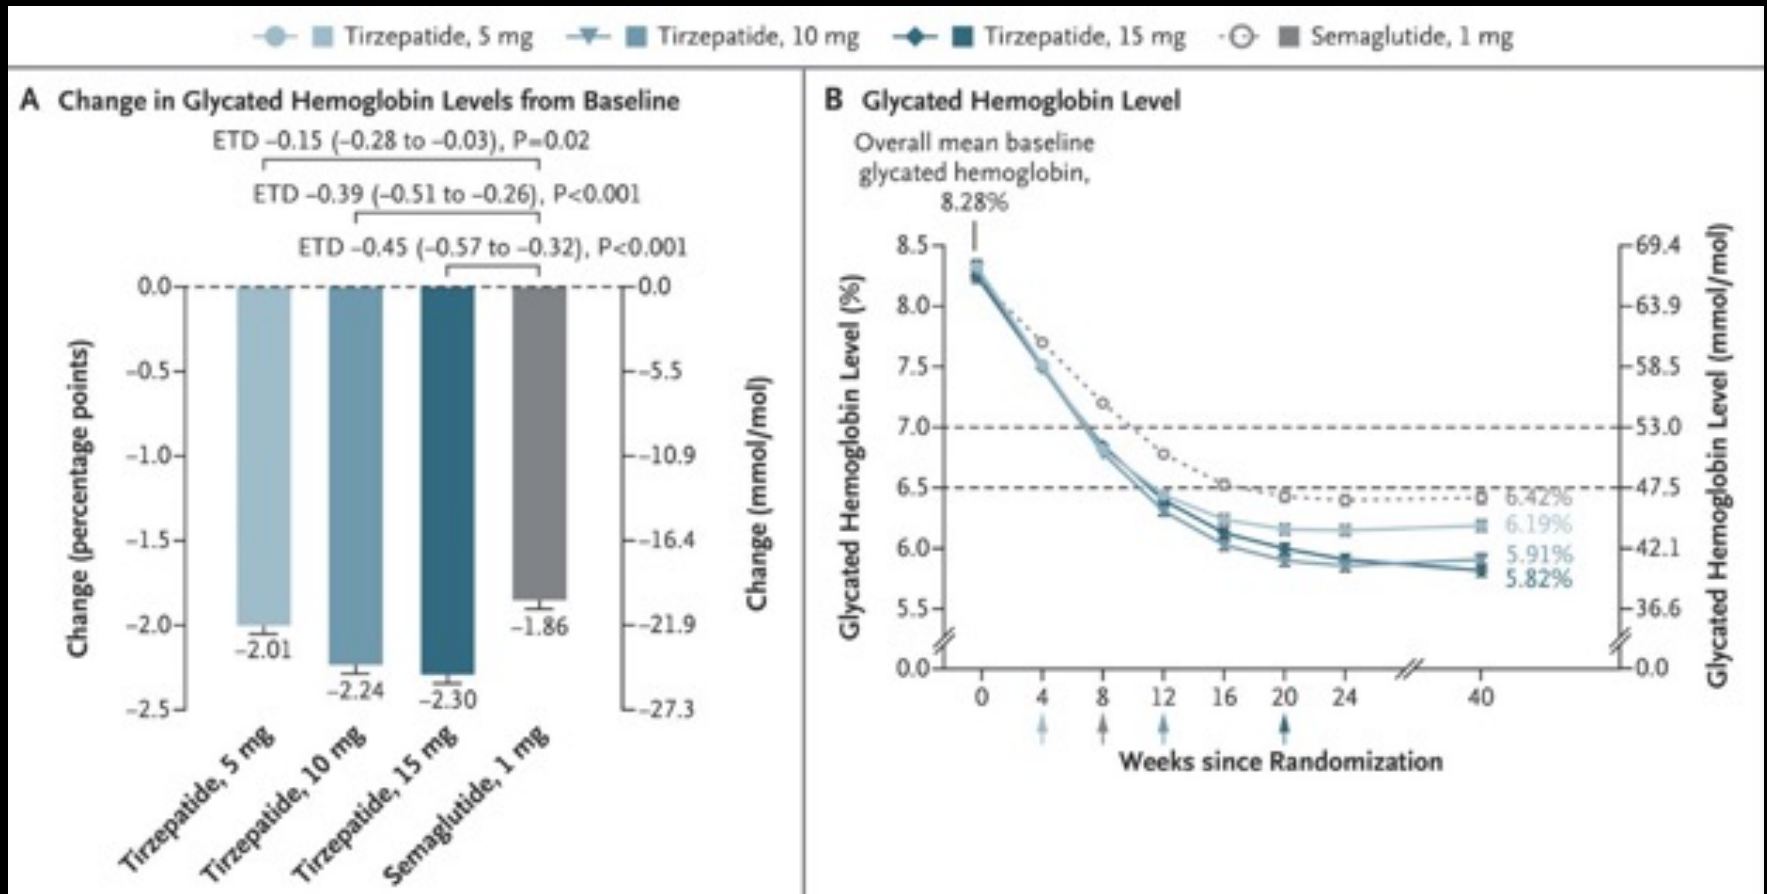 Tirzepatide, 5 mg Tirzepatide, 10 mg Tirzepatide, 15 mg Semaglutide, 1 mg
A Change in Glycated Hemoglobin Levels from Baseline
ETD –0.15 (–0.28 to –0.03), P=0.02
ETD –0.39 (–0.51 to –0.26), P<0.001
ETD –0.45 (–0.57 to –0.32), P<0.001
Change (percentage points)
0.0
–0.5
–1.0
–1.5
–2.0
–2.5
–2.01
–2.24
–2.30
–1.86
0.0
–5.5
–10.9
–16.4
–21.9
–27.3
Change (mmol/mol)
Tirzepatide, 5 mg
Tirzepatide, 10 mg
Tirzepatide, 15 mg
Semaglutide, 1 mg
B Glycated Hemoglobin Level
Overall mean baseline
glycated hemoglobin,
8.28%
Glycated Hemoglobin Level (%)
8.5
8.0
7.5
7.0
6.5
6.0
5.5
0.0
6.42%
6.19%
5.91%
5.82%
69.4
63.9
58.5
53.0
47.5
42.1
36.6
0.0
Glycated Hemoglobin Level (mmol/mol)
0 4 8 12 16 20 24 40
Weeks since Randomization